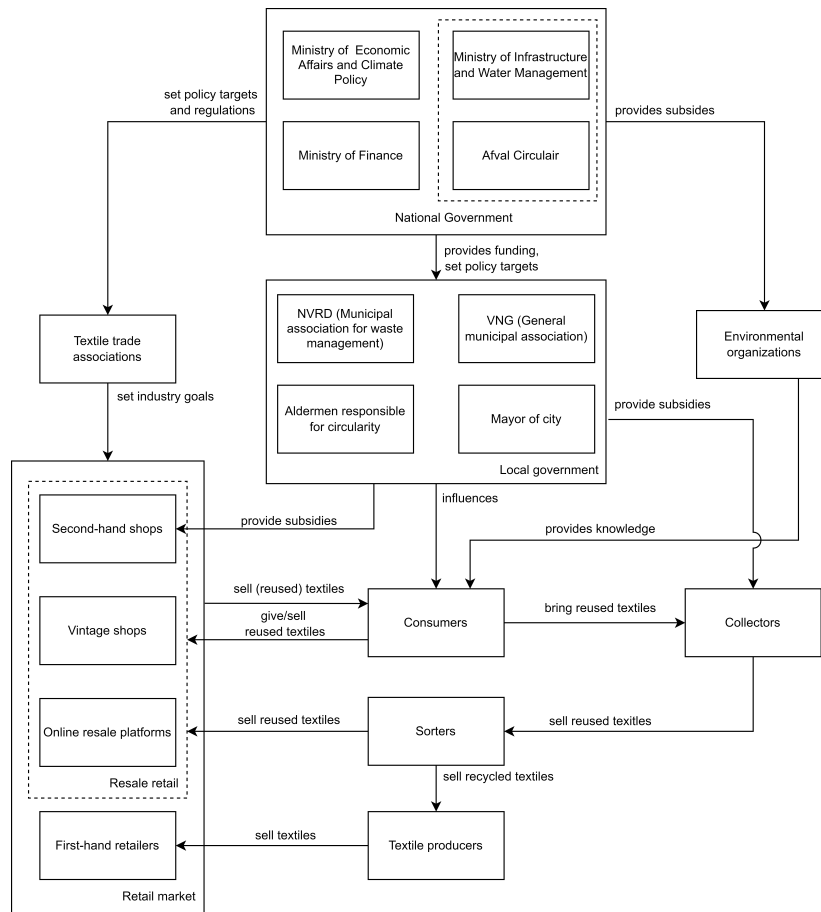 Ministry of Economic
Affairs and Climate
Policy
Ministry of Infrastructure
and Water Management
set policy targets
and regulations
provides subsides
Ministry of Finance
Afval Circulair
National Government
provides funding,
set policy targets
NVRD (Municipal
association for waste
management)
VNG (General
municipal association)
Textile trade
associations
Environmental
organizations
set industry goals
Aldermen responsible
for circularity
Mayor of city
provide subsidies
Local government
influences
Second-hand shops
provide subsidies
provides knowledge
sell (reused) textiles
give/sell
reused textiles
Vintage shops
Consumers
bring reused textiles
Collectors
Online resale platforms
sell reused textiles
Sorters
sell reused texitles
Resale retail
sell recycled textiles
First-hand retailers
sell textiles
Textile producers
Retail market